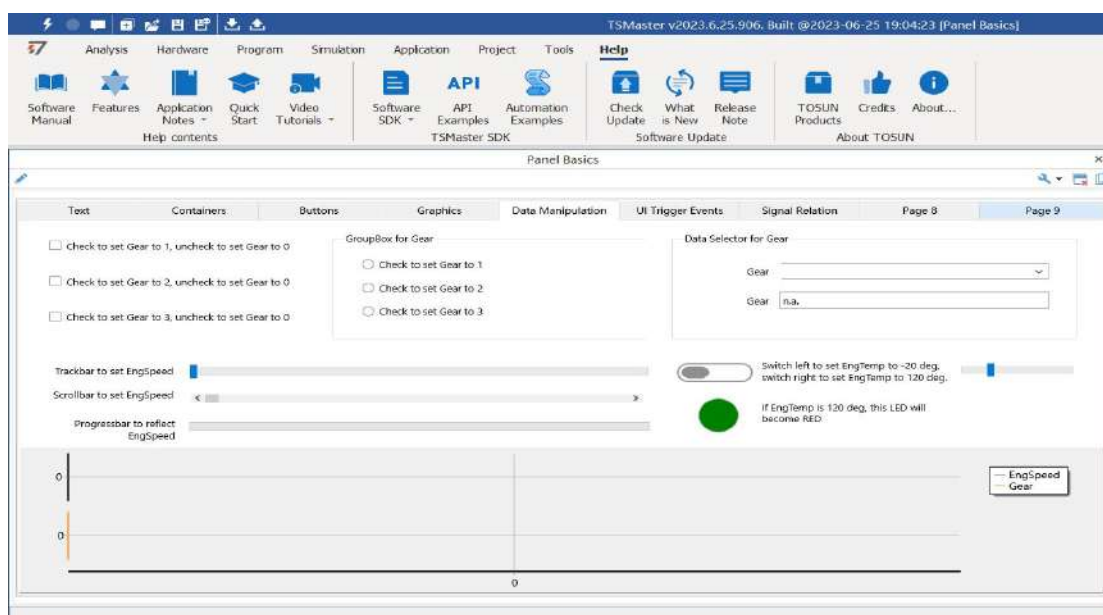 TSMaster v2023.6.25.906. Built @2023-06-25 19:04:23 [Panel Basics]
Analysis Hardware Program Simulation Application Project Tools Help
Software Manual
Features
Application Notes
Quick Start
Video Tutorials
Software SDK
API
API Examples
Automation Examples
Check Update
What is New
Release Note
TOSUN Products
Credits
About...
Help contents
TSMaster SDK
Software Update
About TOSUN
Panel Basics
Text Containers Buttons Graphics Data Manipulation UI Trigger Events Signal Relation Page 8 Page 9
Check to set Gear to 1, uncheck to set Gear to 0
Check to set Gear to 2, uncheck to set Gear to 0
Check to set Gear to 3, uncheck to set Gear to 0
GroupBox for Gear
Check to set Gear to 1
Check to set Gear to 2
Check to set Gear to 3
Data Selector for Gear
Gear
Gear n.a.
Trackbar to set EngSpeed
Scrollbar to set EngSpeed
Progressbar to reflect
EngSpeed
Switch left to set EngTemp to -20 deg,
switch right to set EngTemp to 120 deg.
If EngTemp is 120 deg, this LED will
become RED
0
0
0
EngSpeed
Gear